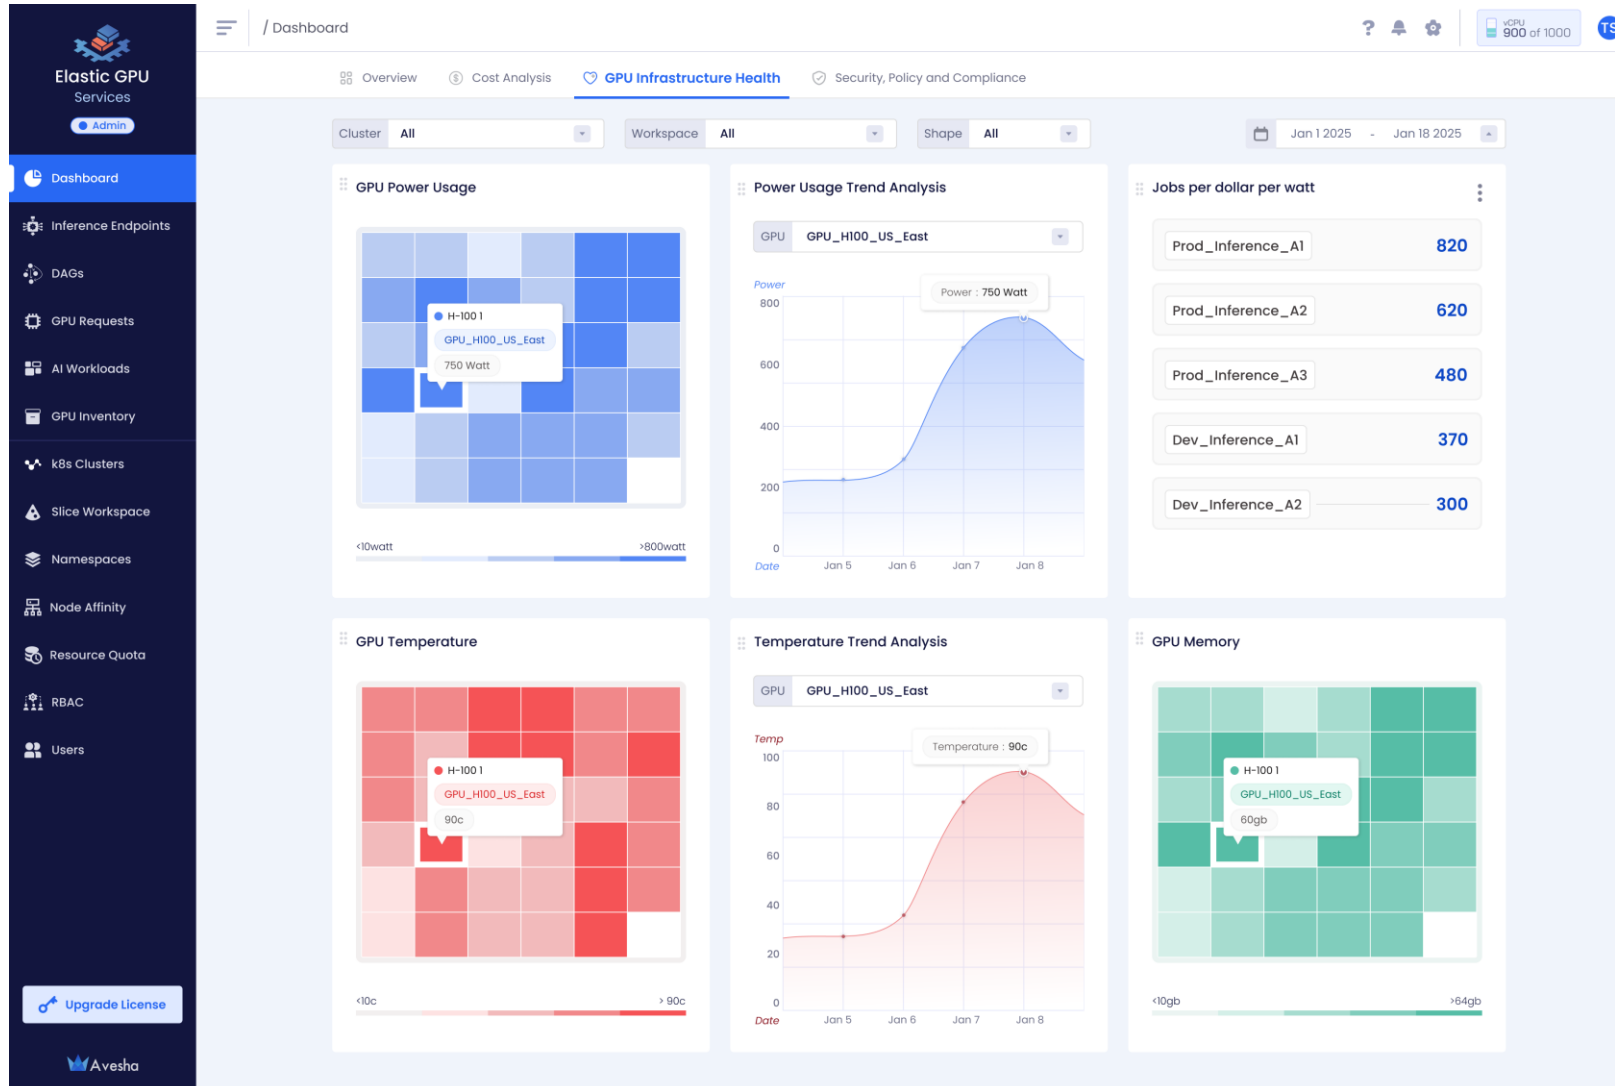 Elastic GPU
Services
Admin
Dashboard
Inference Endpoints
DAGs
GPU Requests
AI Workloads
GPU Inventory
k8s Clusters
Slice Workspace
Namespaces
Node Affinity
Resource Quota
RBAC
Users
Upgrade License
Avesha
/ Dashboard
?
vCPU
900 of 1000
TS
Overview
Cost Analysis
GPU Infrastructure Health
Security, Policy and Compliance
Cluster All
Workspace All
Shape All
Jan 1 2025 - Jan 18 2025
GPU Power Usage
H-100 1
GPU_H100_US_East
750 Watt
<10watt >800watt
Power Usage Trend Analysis
GPU GPU_H100_US_East
Power : 750 Watt
Power
800
600
400
200
0
Date Jan 5 Jan 6 Jan 7 Jan 8
Jobs per dollar per watt
Prod_Inference_A1 820
Prod_Inference_A2 620
Prod_Inference_A3 480
Dev_Inference_A1 370
Dev_Inference_A2 300
GPU Temperature
H-100 1
GPU_H100_US_East
90c
<10c > 90c
Temperature Trend Analysis
GPU GPU_H100_US_East
Temperature : 90c
Temp
100
80
60
40
20
0
Date Jan 5 Jan 6 Jan 7 Jan 8
GPU Memory
H-100 1
GPU_H100_US_East
60gb
<10gb >64gb